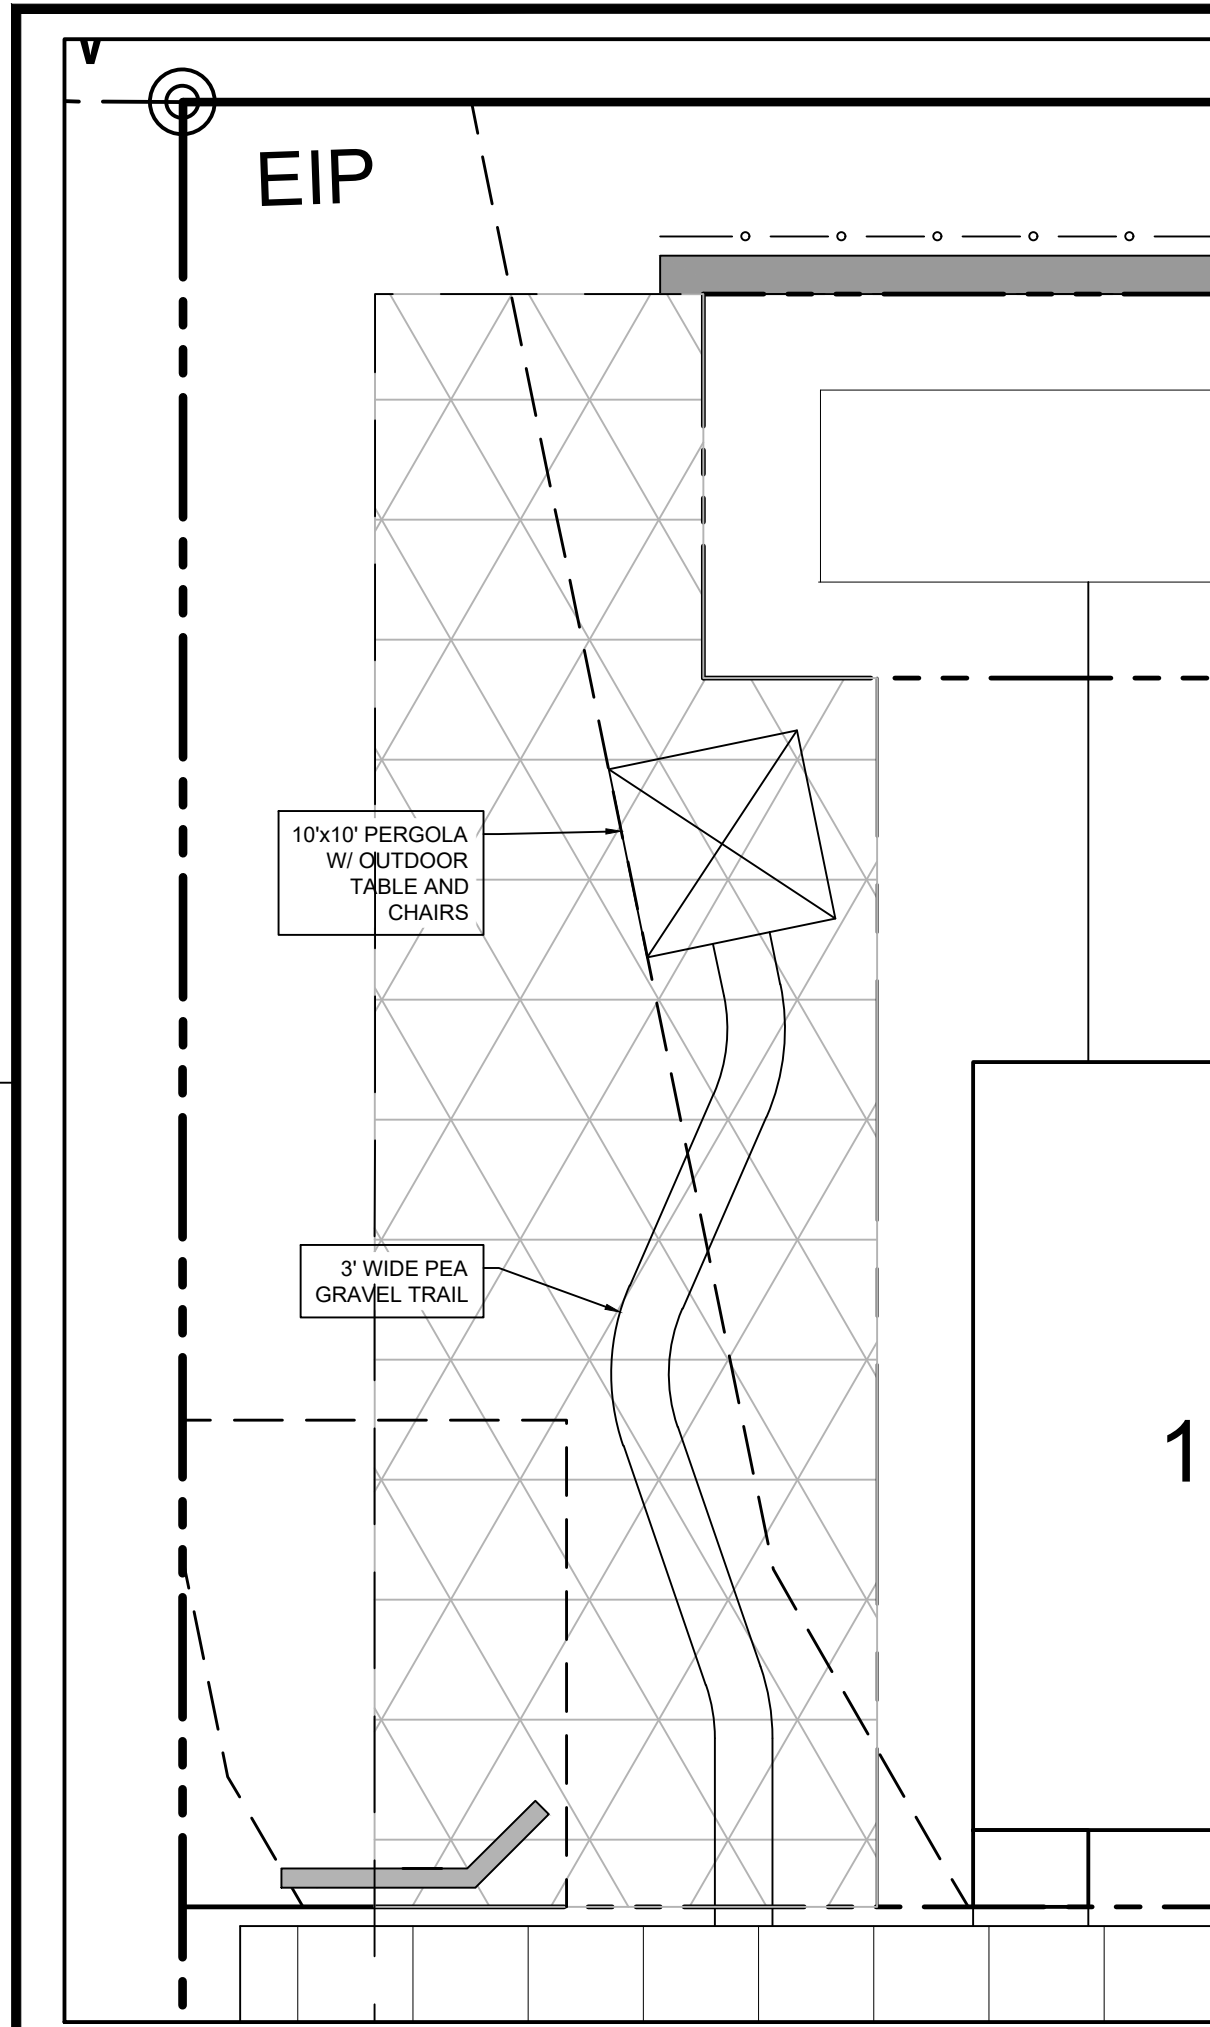 EIP
10'x10' PERGOLA
W/ OUTDOOR
TABLE AND
CHAIRS
3' WIDE PEA
GRAVEL TRAIL
1